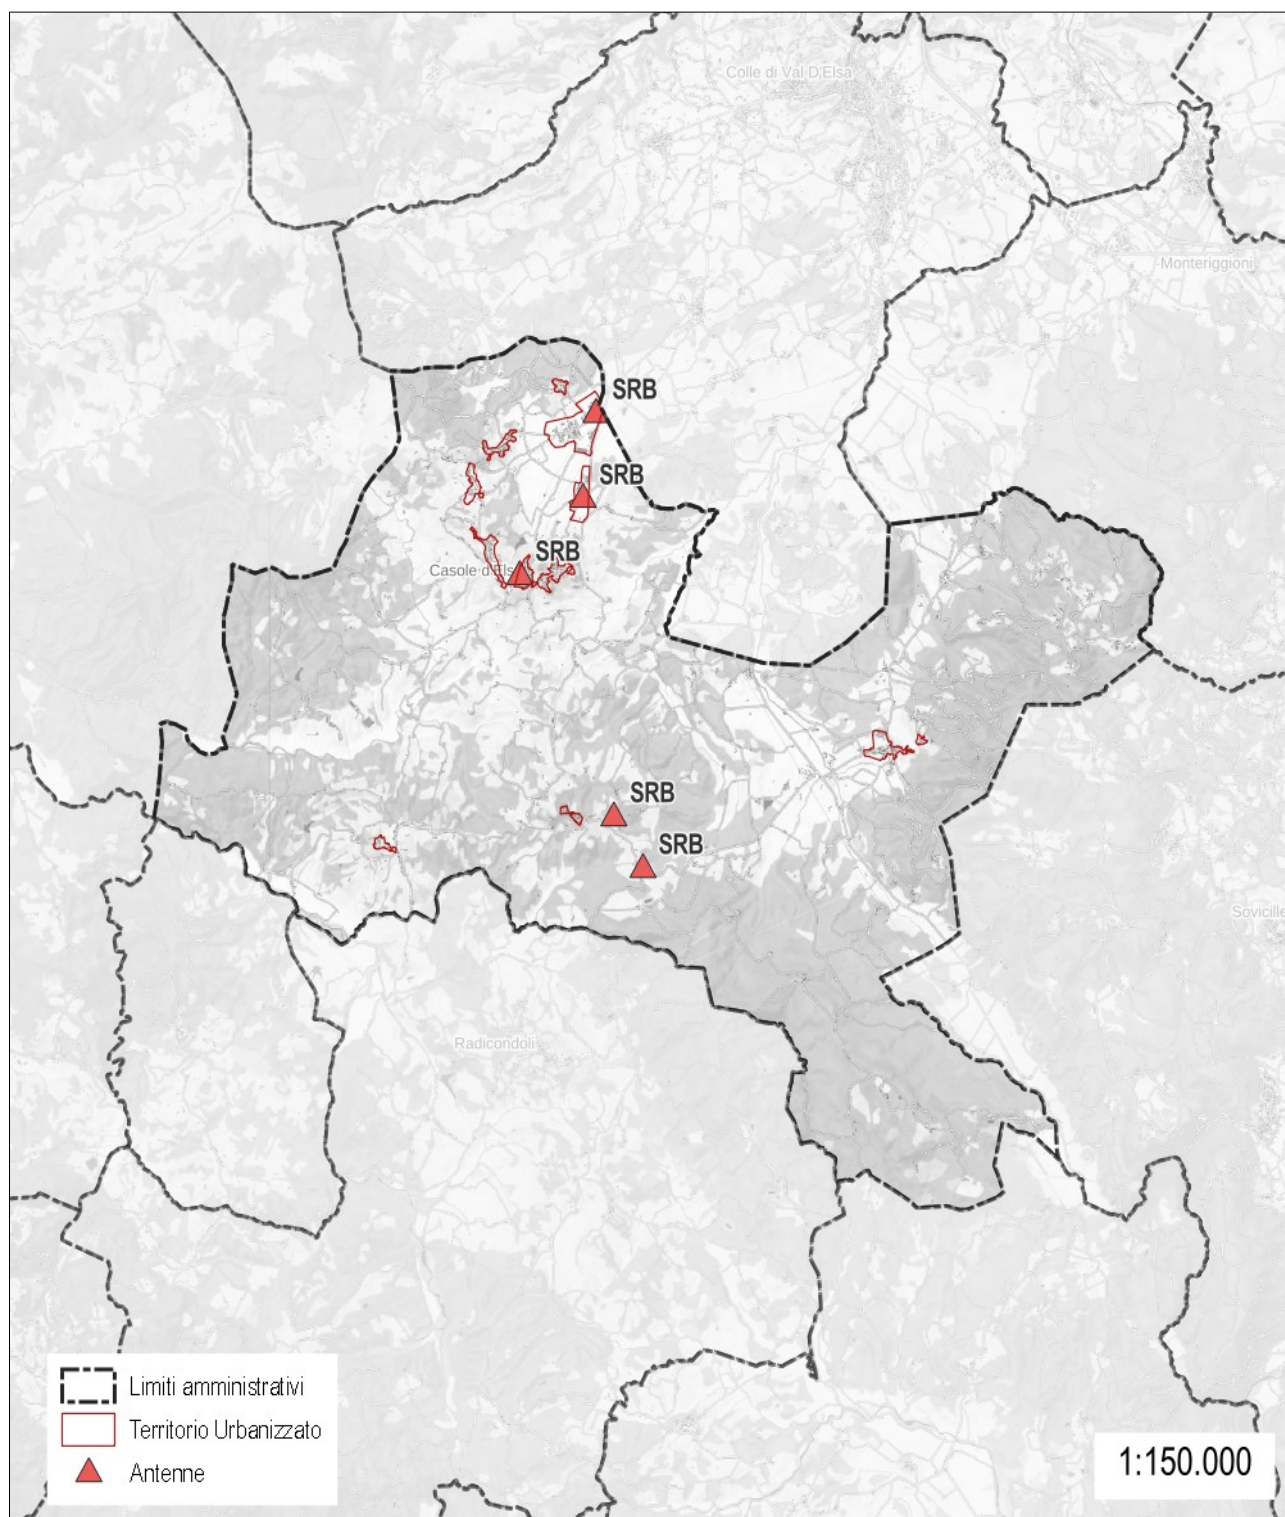 Colle di Val D'Elsa
Monteriggioni
SRB
SRB
SRB
Casole d'Els
SRB
SRB
Sovicille
Radicondoli
Limiti amministrativi
Territorio Urbanizzato
Antenne
1:150.000